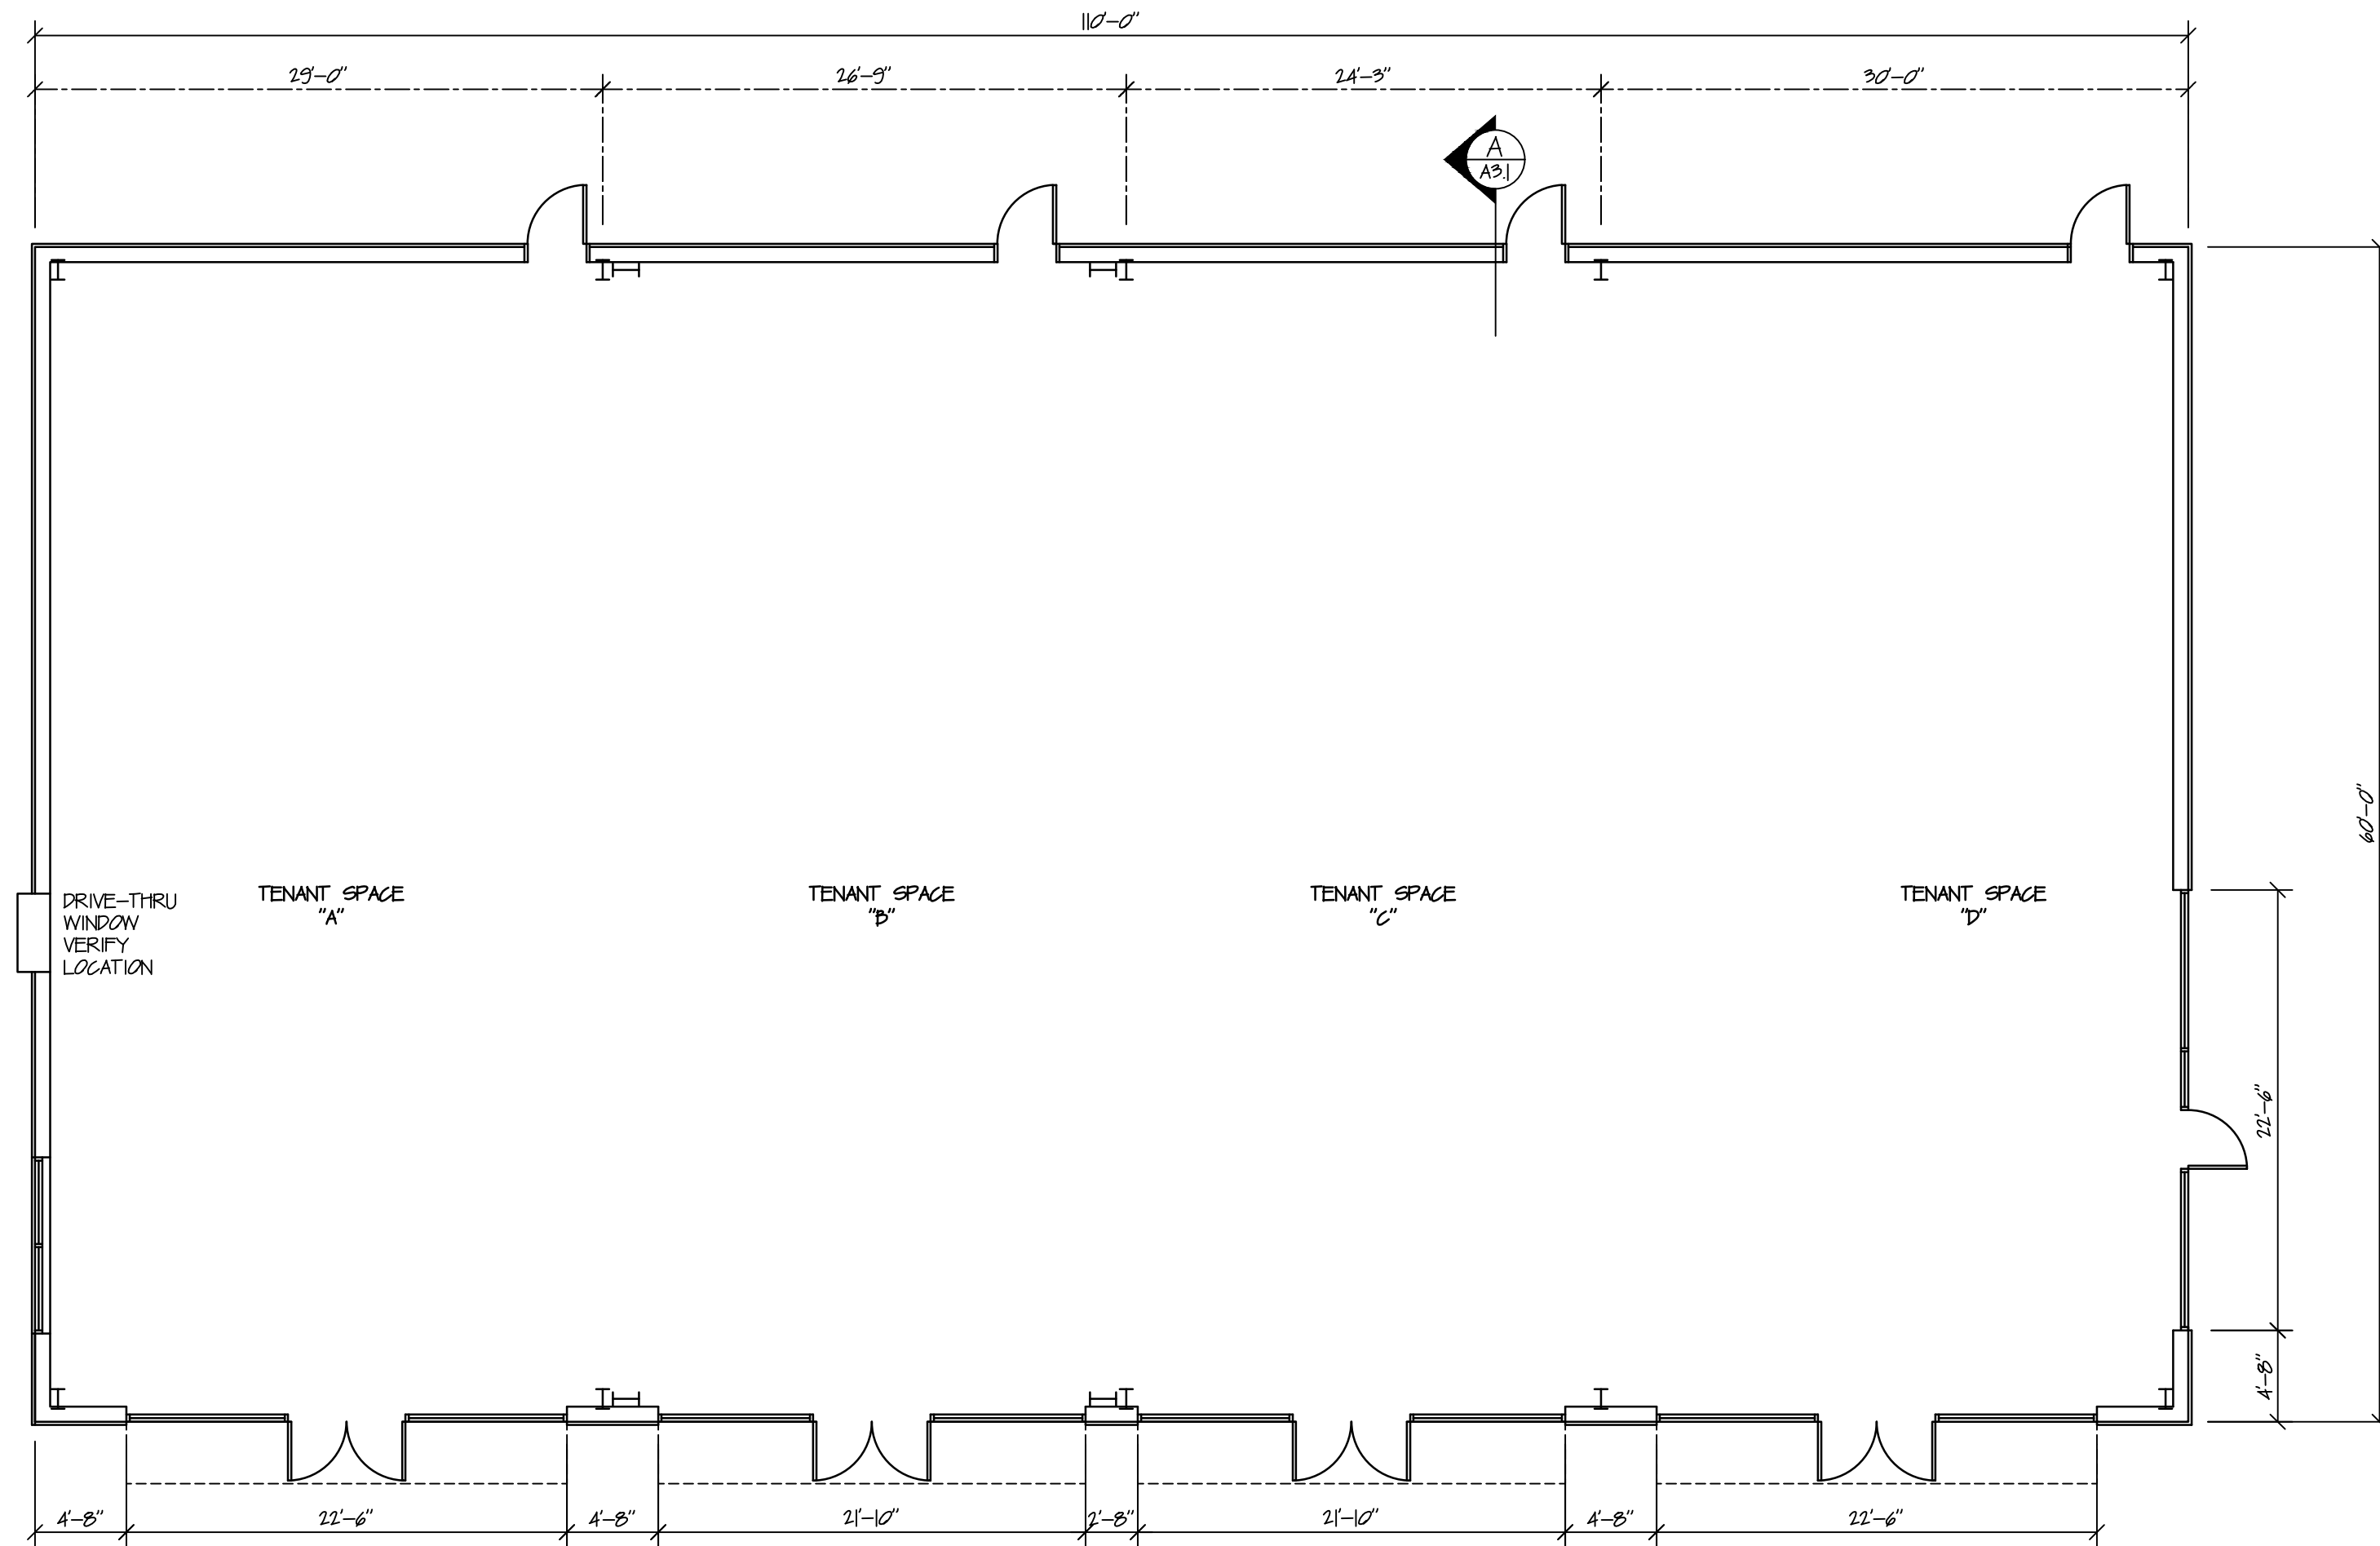 110'-0"
29'-0"
26'-9"
24'-3"
30'-0"
A
A3.1
60'-0"
TENANT SPACE
"A"
TENANT SPACE
"B"
TENANT SPACE
"C"
TENANT SPACE
"D"
DRIVE-THRU
WINDOW
VERIFY
LOCATION
22'-6"
4'-8"
4'-8"
22'-6"
4'-8"
21'-10"
2'-8"
21'-10"
4'-8"
22'-6"